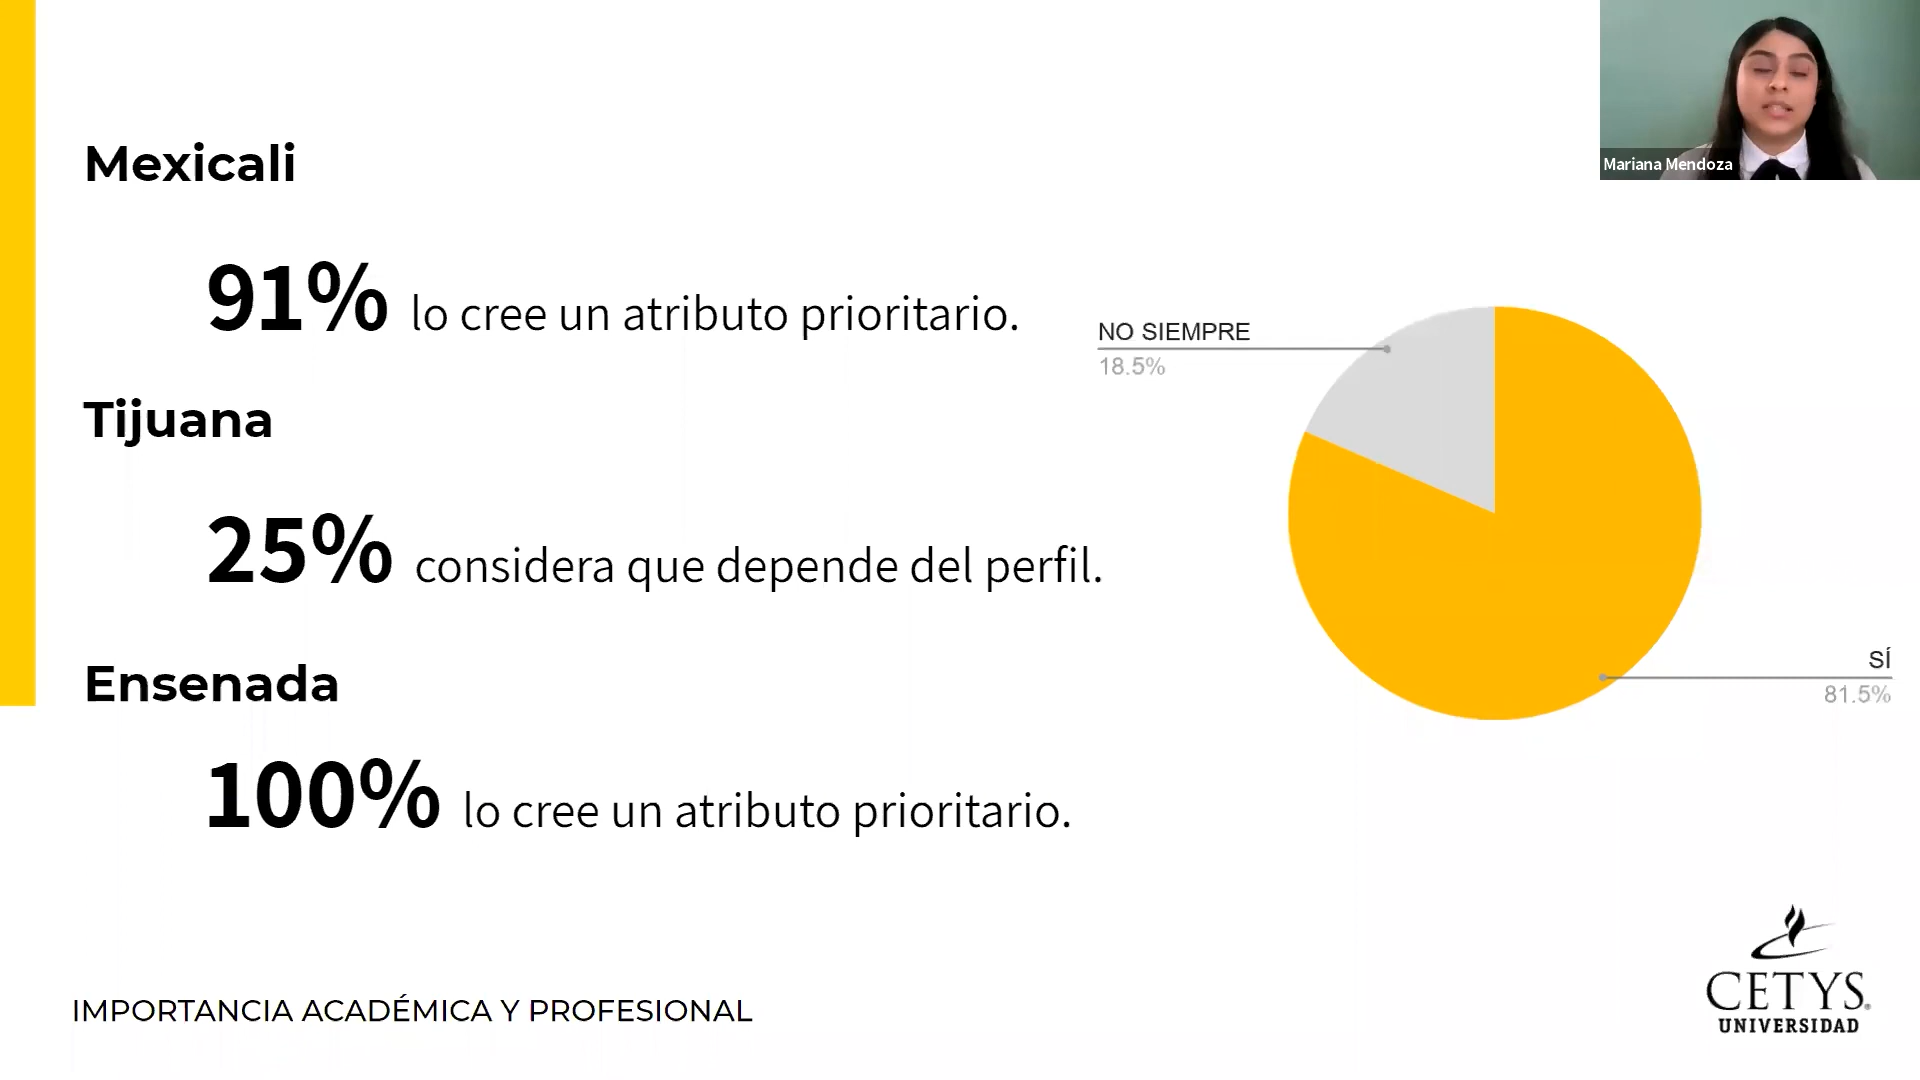 Mariana Mendoza
Mexicali
91% lo cree un atributo prioritario.
Tijuana
25% considera que depende del perfil.
Ensenada
100% lo cree un atributo prioritario.
NO SIEMPRE
18.5%
SÍ
81.5%
IMPORTANCIA ACADÉMICA Y PROFESIONAL
CETYS®
UNIVERSIDAD